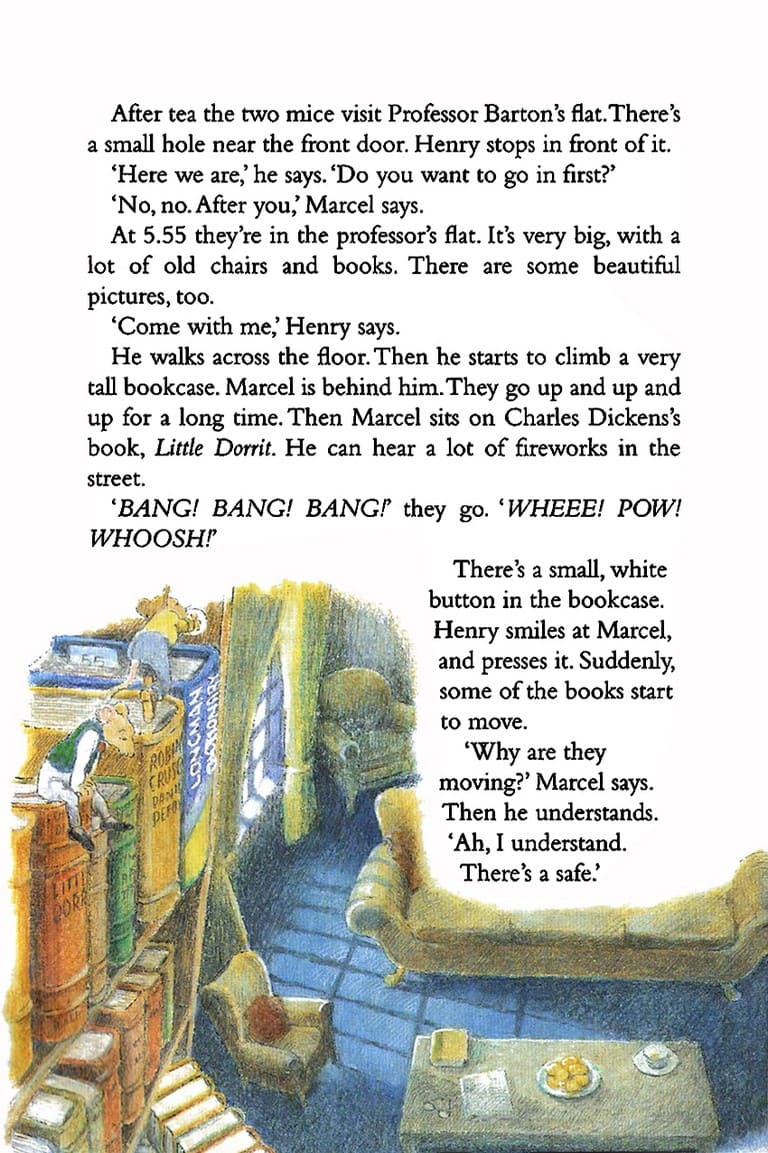 After tea the two mice visit Professor Barton's flat. There's
a small hole near the front door. Henry stops in front of it.
'Here we are,' he says. 'Do you want to go in first?'
'No, no. After you,' Marcel says.
At 5.55 they're in the professor's flat. It's very big, with a
lot of old chairs and books. There are some beautiful
pictures, too.
'Come with me,' Henry says.
He walks across the floor. Then he starts to climb a very
tall bookcase. Marcel is behind him. They go up and up and
up for a long time. Then Marcel sits on Charles Dickens's
book, Little Dorrit. He can hear a lot of fireworks in the
street.
'BANG! BANG! BANG!' they go. 'WHEEE! POW!
WHOOSH!'
There's a small, white
button in the bookcase.
Henry smiles at Marcel,
and presses it. Suddenly,
some of the books start
to move.
'Why are they
moving?' Marcel says.
Then he understands.
'Ah, I understand.
There's a safe.'
LONGMAN
DICTIONARY
ROBIN
CRUSO
DANIEL
DEFO
LITT
DORR